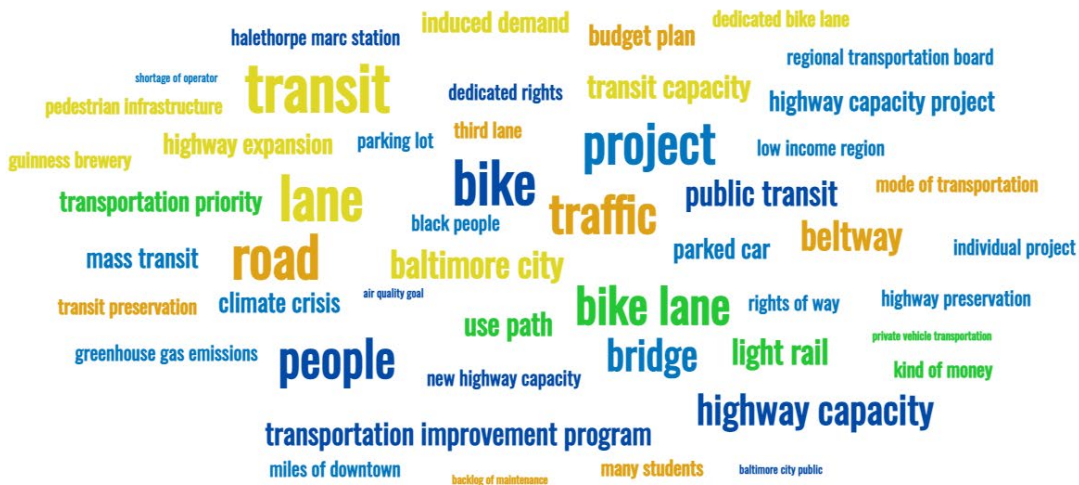 induced demand
dedicated bike lane
halethorpe marc station
budget plan
regional transportation board
shortage of operator
transit
dedicated rights
transit capacity
highway capacity project
pedestrian infrastructure
highway expansion
parking lot
third lane
project
low income region
guinness brewery
bike
public transit
mode of transportation
transportation priority
lane
black people
traffic
parked car
beltway
individual project
mass transit
road
baltimore city
transit preservation
climate crisis
air quality goal
bike lane
rights of way
highway preservation
use path
private vehicle transportation
greenhouse gas emissions
people
bridge
light rail
kind of money
new highway capacity
highway capacity
transportation improvement program
miles of downtown
backlog of maintenance
many students
baltimore city public